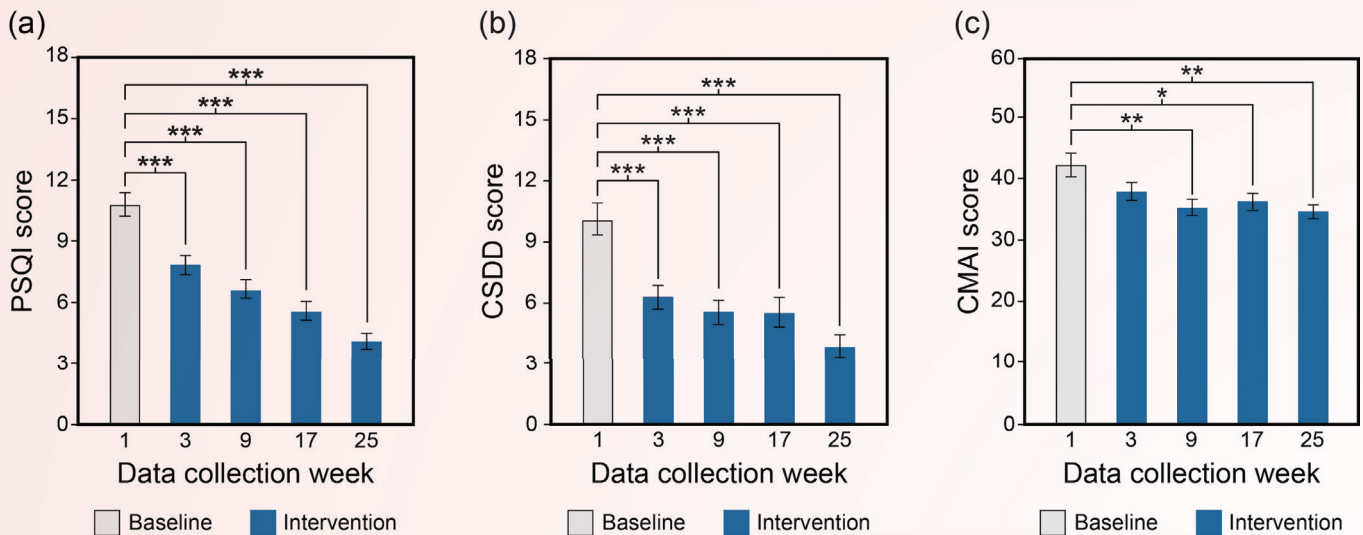 (a)
PSQI score
18
15
12
9
6
3
0
***
***
***
***
1 3 9 17 25
Data collection week
Baseline Intervention
(b)
CSDD score
18
15
12
9
6
3
0
***
***
***
***
1 3 9 17 25
Data collection week
Baseline Intervention
(c)
CMAI score
60
50
40
30
20
10
0
**
*
**
1 3 9 17 25
Data collection week
Baseline Intervention